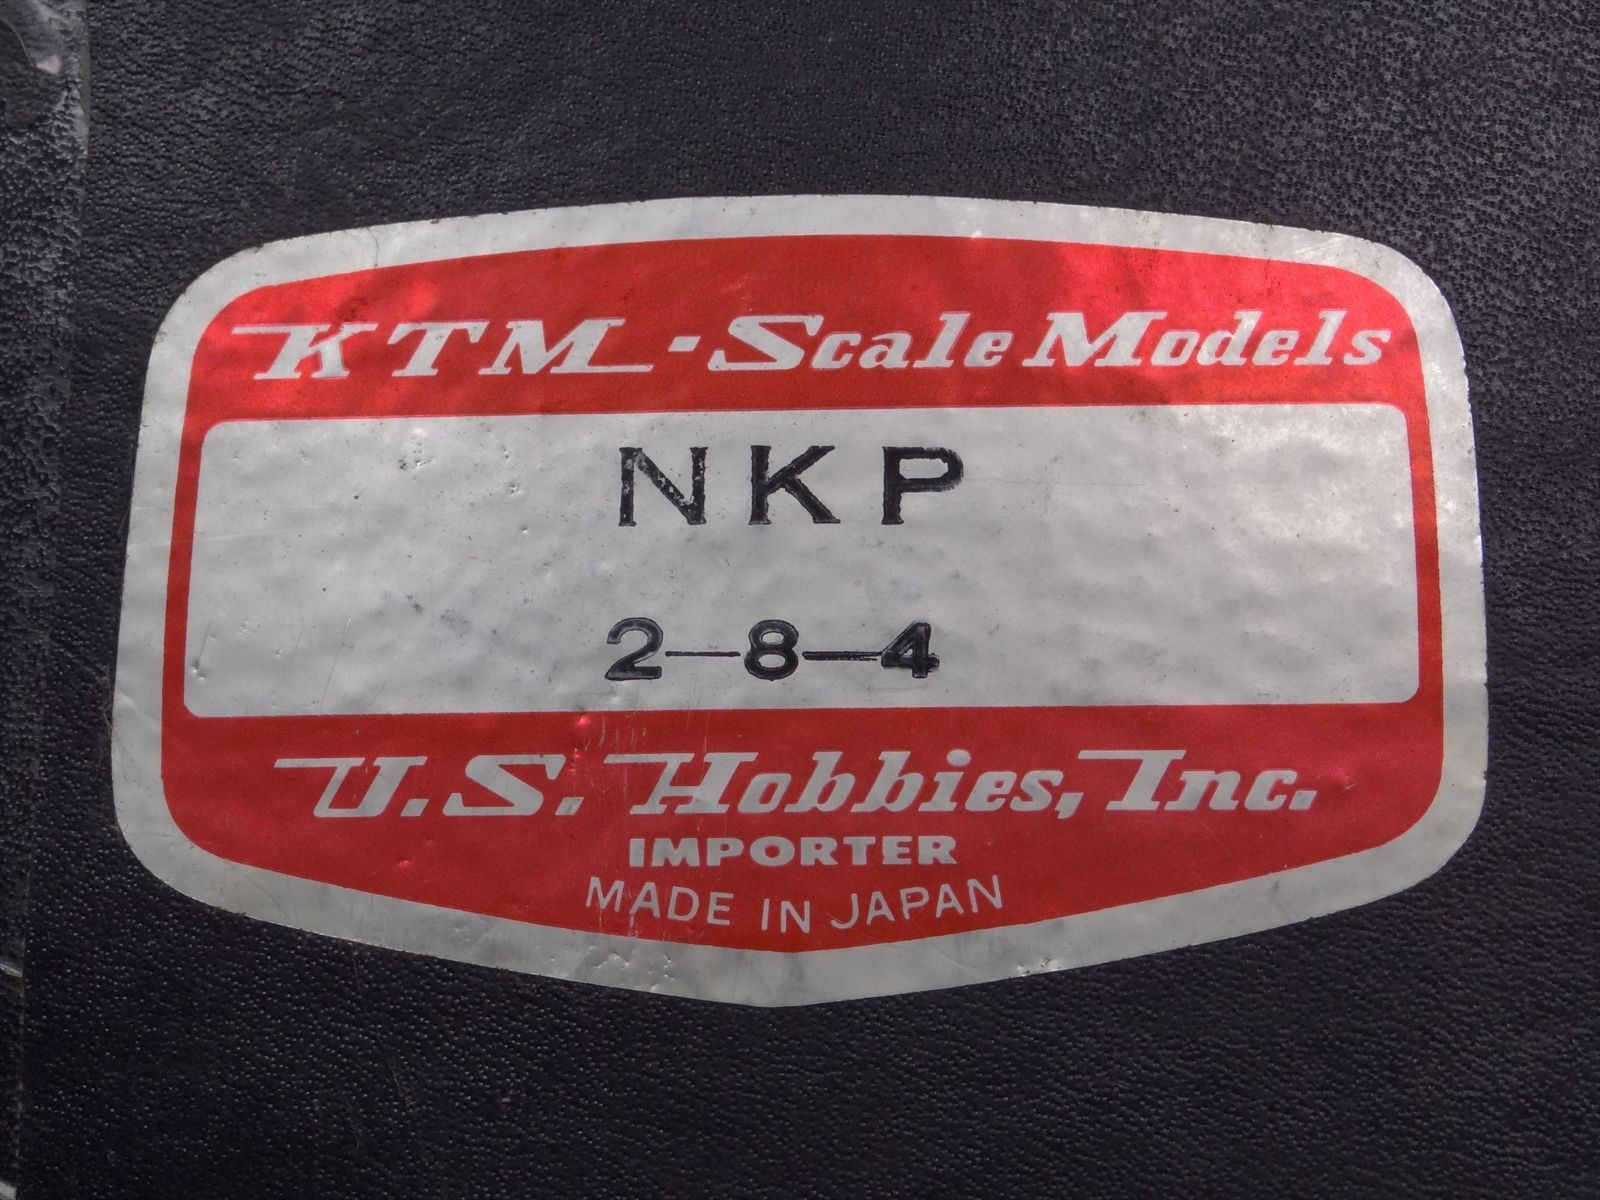 KTM-Scale Models
NKP
2-8-4
U.S. Hobbies, Inc.
IMPORTER
MADE IN JAPAN